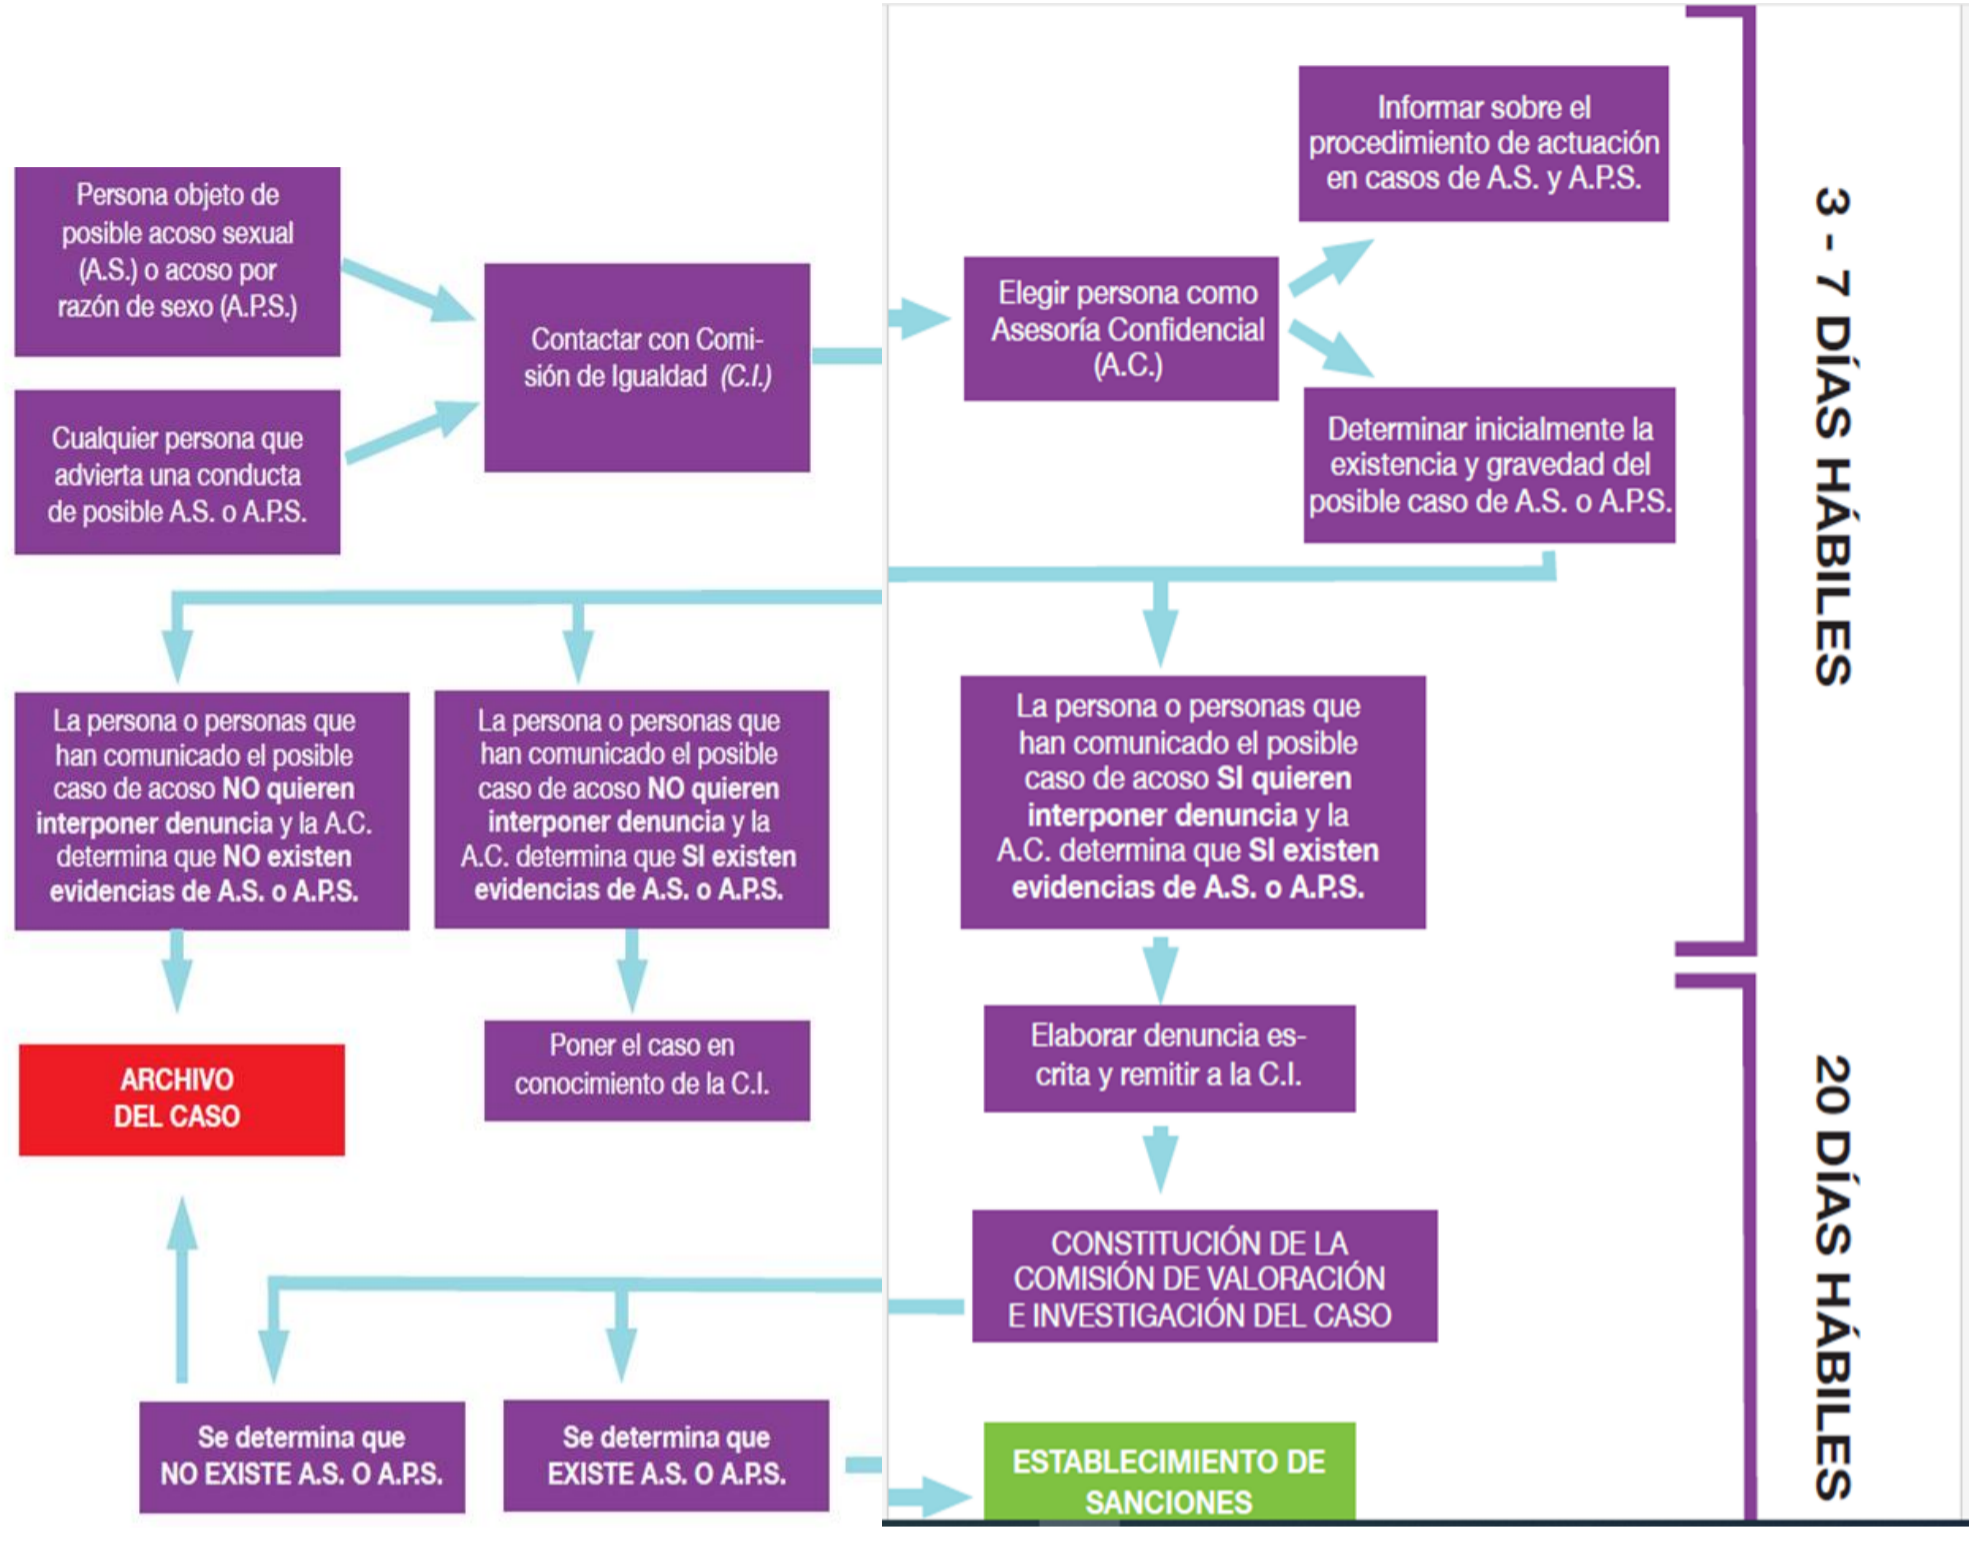 Persona objeto de
posible acoso sexual
(A.S.) o acoso por
razón de sexo (A.P.S.)
Cualquier persona que
advierta una conducta
de posible A.S. o A.P.S.
Contactar con Comi-
sión de Igualdad (C.I.)
Elegir persona como
Asesoría Confidencial
(A.C.)
Informar sobre el
procedimiento de actuación
en casos de A.S. y A.P.S.
Determinar inicialmente la
existencia y gravedad del
posible caso de A.S. o A.P.S.
3 - 7 DÍAS HÁBILES
La persona o personas que
han comunicado el posible
caso de acoso NO quieren
interponer denuncia y la A.C.
determina que NO existen
evidencias de A.S. o A.P.S.
La persona o personas que
han comunicado el posible
caso de acoso NO quieren
interponer denuncia y la
A.C. determina que SI existen
evidencias de A.S. o A.P.S.
La persona o personas que
han comunicado el posible
caso de acoso SI quieren
interponer denuncia y la
A.C. determina que SI existen
evidencias de A.S. o A.P.S.
ARCHIVO
DEL CASO
Poner el caso en
conocimiento de la C.I.
Elaborar denuncia es-
crita y remitir a la C.I.
CONSTITUCIÓN DE LA
COMISIÓN DE VALORACIÓN
E INVESTIGACIÓN DEL CASO
20 DÍAS HÁBILES
Se determina que
NO EXISTE A.S. O A.P.S.
Se determina que
EXISTE A.S. O A.P.S.
ESTABLECIMIENTO DE
SANCIONES